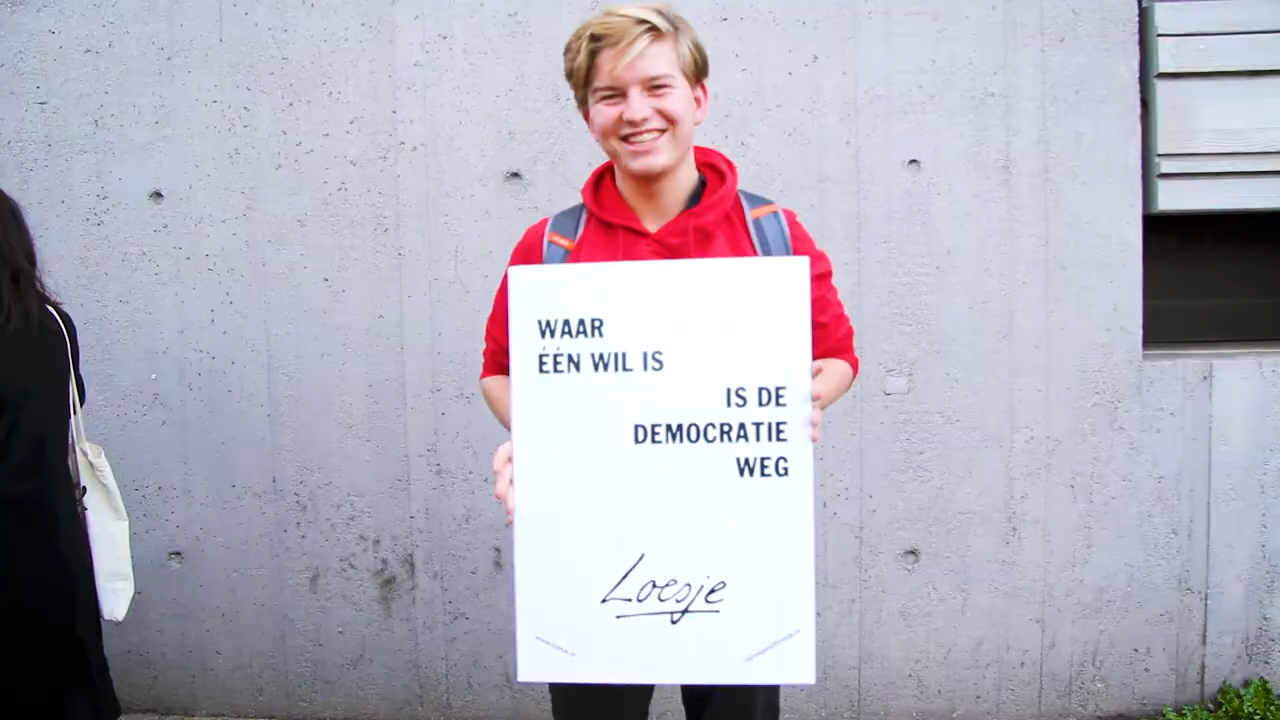 WAAR
ÉÉN WIL IS
IS DE
DEMOCRATIE
WEG
Loesje